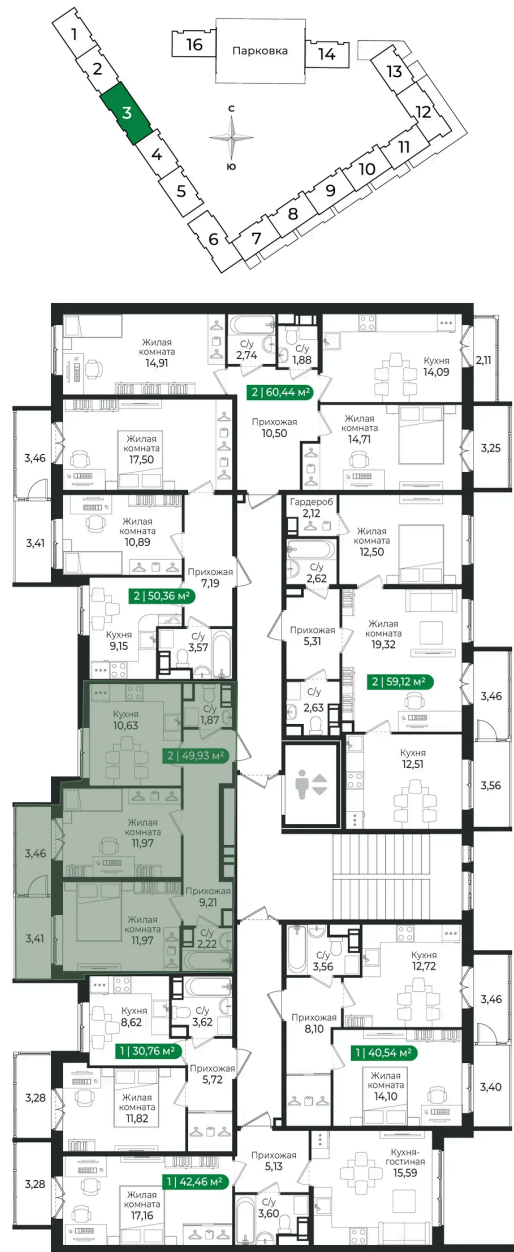 1
2
3
4
5
6
7
8
9
10
11
12
13
14
16
Парковка
С
Ю
Жилая
комната
14,91
С/у
2,74
С/у
1,88
Кухня
14,09
2,11
2 | 60,44 м²
Прихожая
10,50
Жилая
комната
14,71
3,25
Жилая
комната
17,50
3,46
3,41
Жилая
комната
10,89
Прихожая
7,19
2 | 50,36 м²
Кухня
9,15
С/у
3,57
Гардероб
2,12
Жилая
комната
12,50
С/у
2,62
Прихожая
5,31
Жилая
комната
19,32
2 | 59,12 м²
С/у
2,63
3,46
Кухня
12,51
3,56
Кухня
10,63
С/у
1,87
2 | 49,93 м²
Жилая
комната
11,97
3,46
Прихожая
9,21
Жилая
комната
11,97
3,41
С/у
2,22
С/у
3,56
Кухня
12,72
3,46
Прихожая
8,10
1 | 40,54 м²
Жилая
комната
14,10
3,40
Кухня
8,62
С/у
3,62
1 | 30,76 м²
Прихожая
5,72
Жилая
комната
11,82
3,28
3,28
1 | 42,46 м²
Жилая
комната
17,16
Прихожая
5,13
С/у
3,60
Кухня-
гостиная
15,59